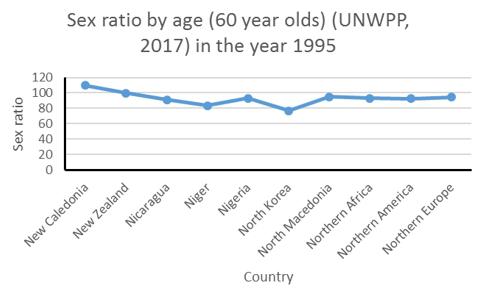 Sex ratio by age (60 year olds) (UNWPP,
2017) in the year 1995
120
100
80
60
40
20
0
Sex ratio
New Caledonia
New Zealand
Nicaragua
Niger
Nigeria
North Korea
North Macedonia
Northern Africa
Northern America
Northern Europe
Country